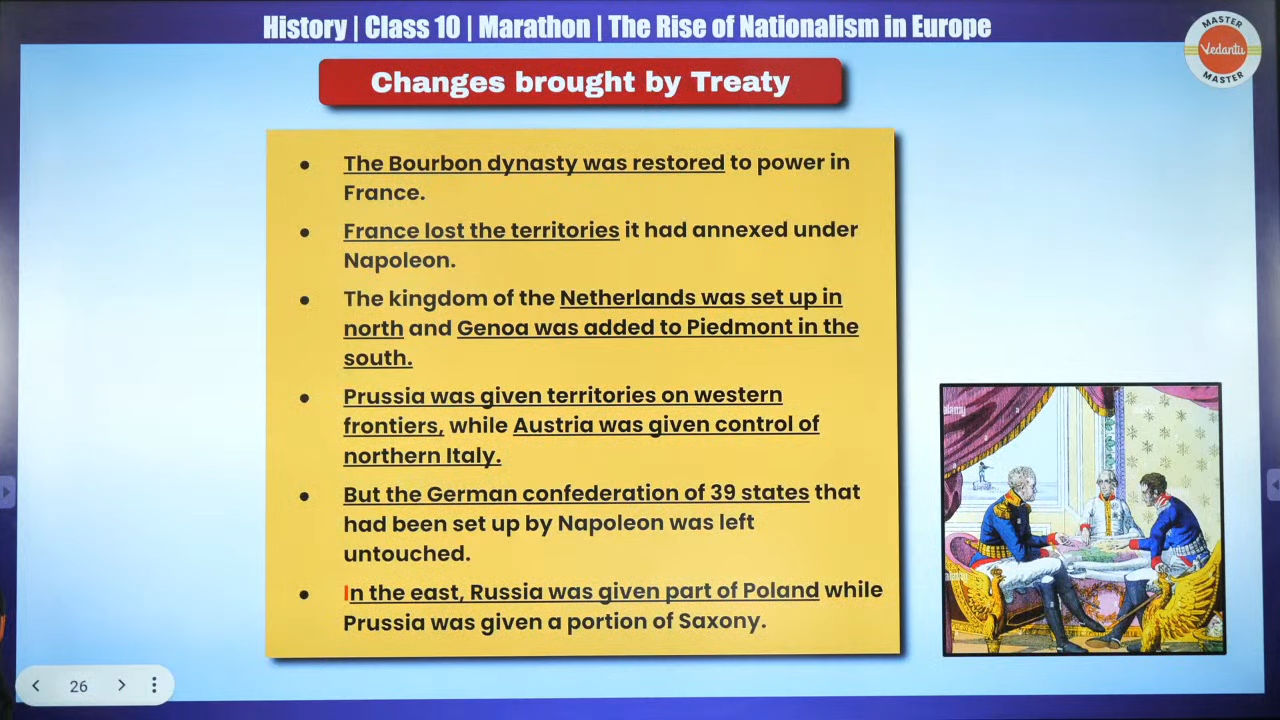 History | Class 10 | Marathon | The Rise of Nationalism in Europe
MASTER
Vedantu
MASTER
Changes brought by Treaty
• The Bourbon dynasty was restored to power in
France.
• France lost the territories it had annexed under
Napoleon.
• The kingdom of the Netherlands was set up in
north and Genoa was added to Piedmont in the
south.
• Prussia was given territories on western
frontiers, while Austria was given control of
northern Italy.
• But the German confederation of 39 states that
had been set up by Napoleon was left
untouched.
• In the east, Russia was given part of Poland while
Prussia was given a portion of Saxony.
alamy
a
a
alamy
26